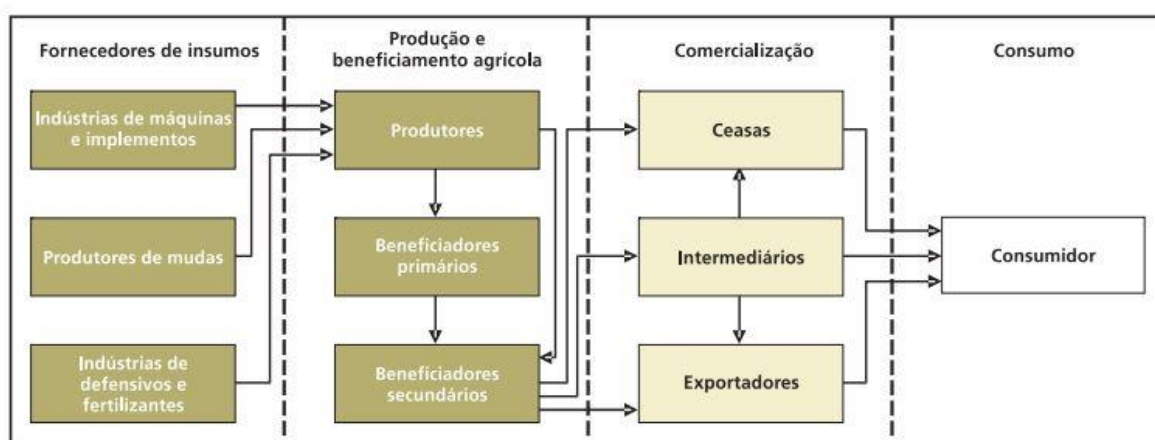 Fornecedores de insumos
Produção e
beneficiamento agrícola
Comercialização
Consumo
Indústrias de máquinas
e implementos
Produtores de mudas
Indústrias de
defensivos e
fertilizantes
Produtores
Beneficiadores
primários
Beneficiadores
secundários
Ceasas
Intermediários
Exportadores
Consumidor